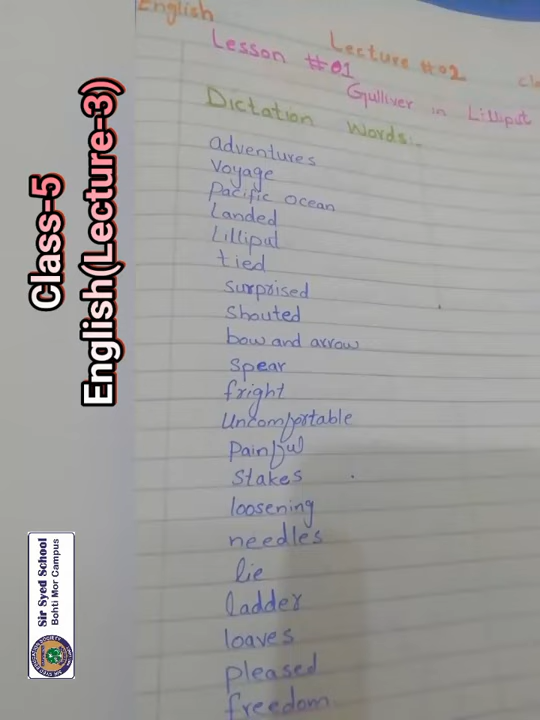 English
Lecture #02
Lesson #01
Gulliver in Lilliput
Dictation Words:-
adventures
Voyage
Pacific Ocean
Landed
Lilliput
tied
surprised
shouted
bow and arrow
spear
fright
Uncomfortable
Painful
Stakes
loosening
needles
lie
ladder
loaves
pleased
freedom
Class-5
English(Lecture-3)
Sir Syed School
Bohti Mor Campus